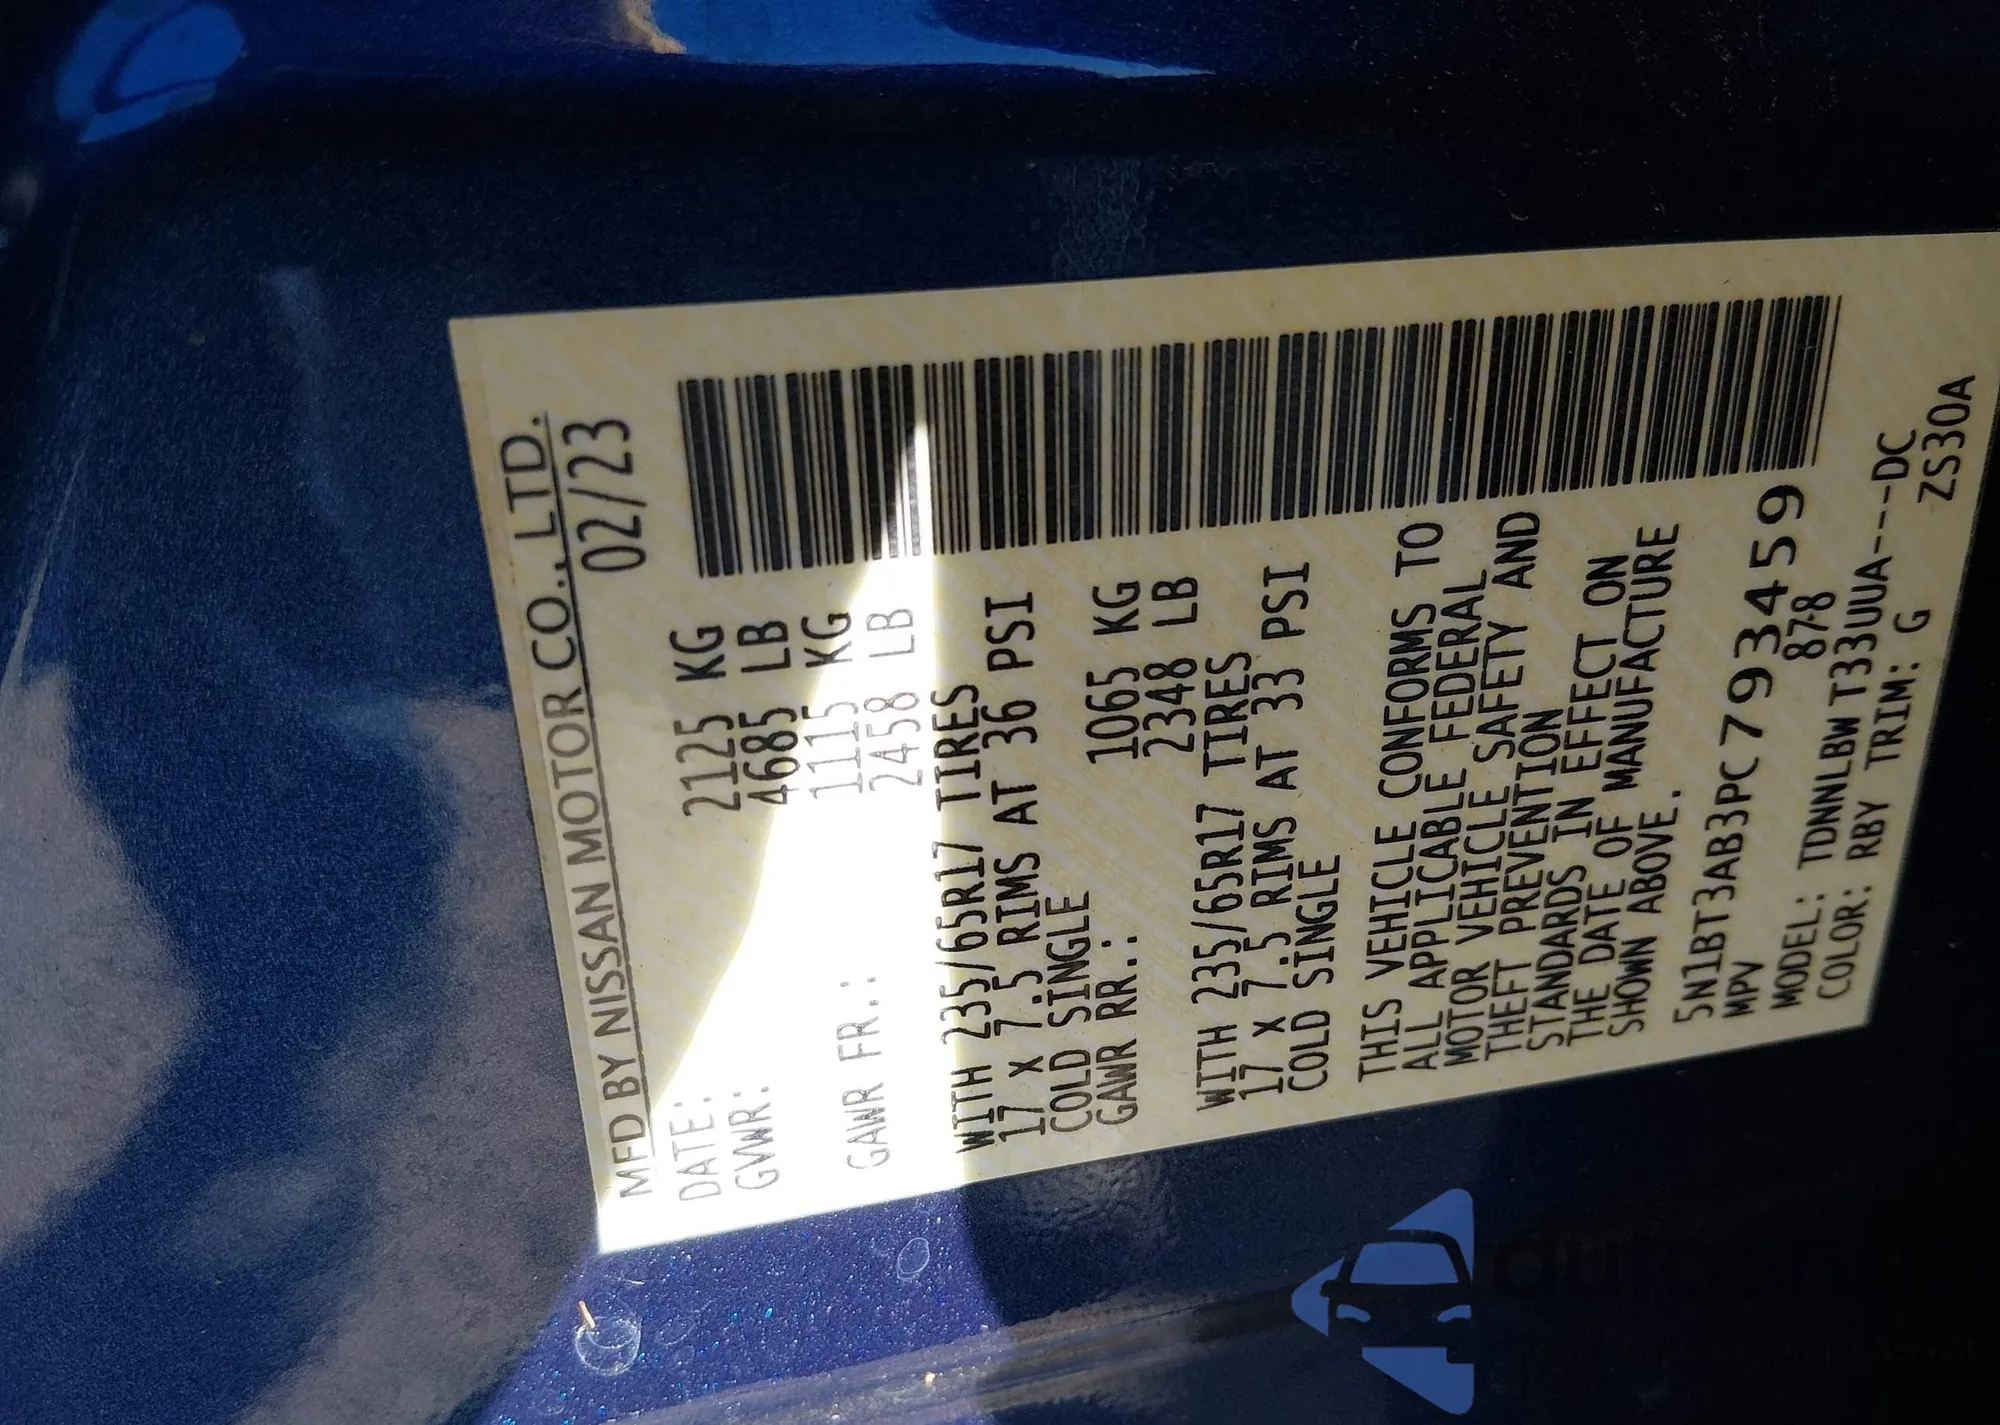 MFD BY NISSAN MOTOR CO., LTD.
DATE: 02/23
GVWR: 2125 KG
4685 LB
GAWR FR.: 1115 KG
2458 LB
WITH 235/65R17 TIRES
17 X 7.5 RIMS AT 36 PSI
COLD SINGLE
GAWR RR.: 1065 KG
2348 LB
WITH 235/65R17 TIRES
17 X 7.5 RIMS AT 33 PSI
COLD SINGLE
THIS VEHICLE CONFORMS TO
ALL APPLICABLE FEDERAL
MOTOR VEHICLE SAFETY AND
THEFT PREVENTION
STANDARDS IN EFFECT ON
THE DATE OF MANUFACTURE
SHOWN ABOVE.
5N1BT3AB3PC793459
MPV 878
MODEL: TDNNLBWT33UUA---DC
COLOR: RBY TRIM: G ZS30A